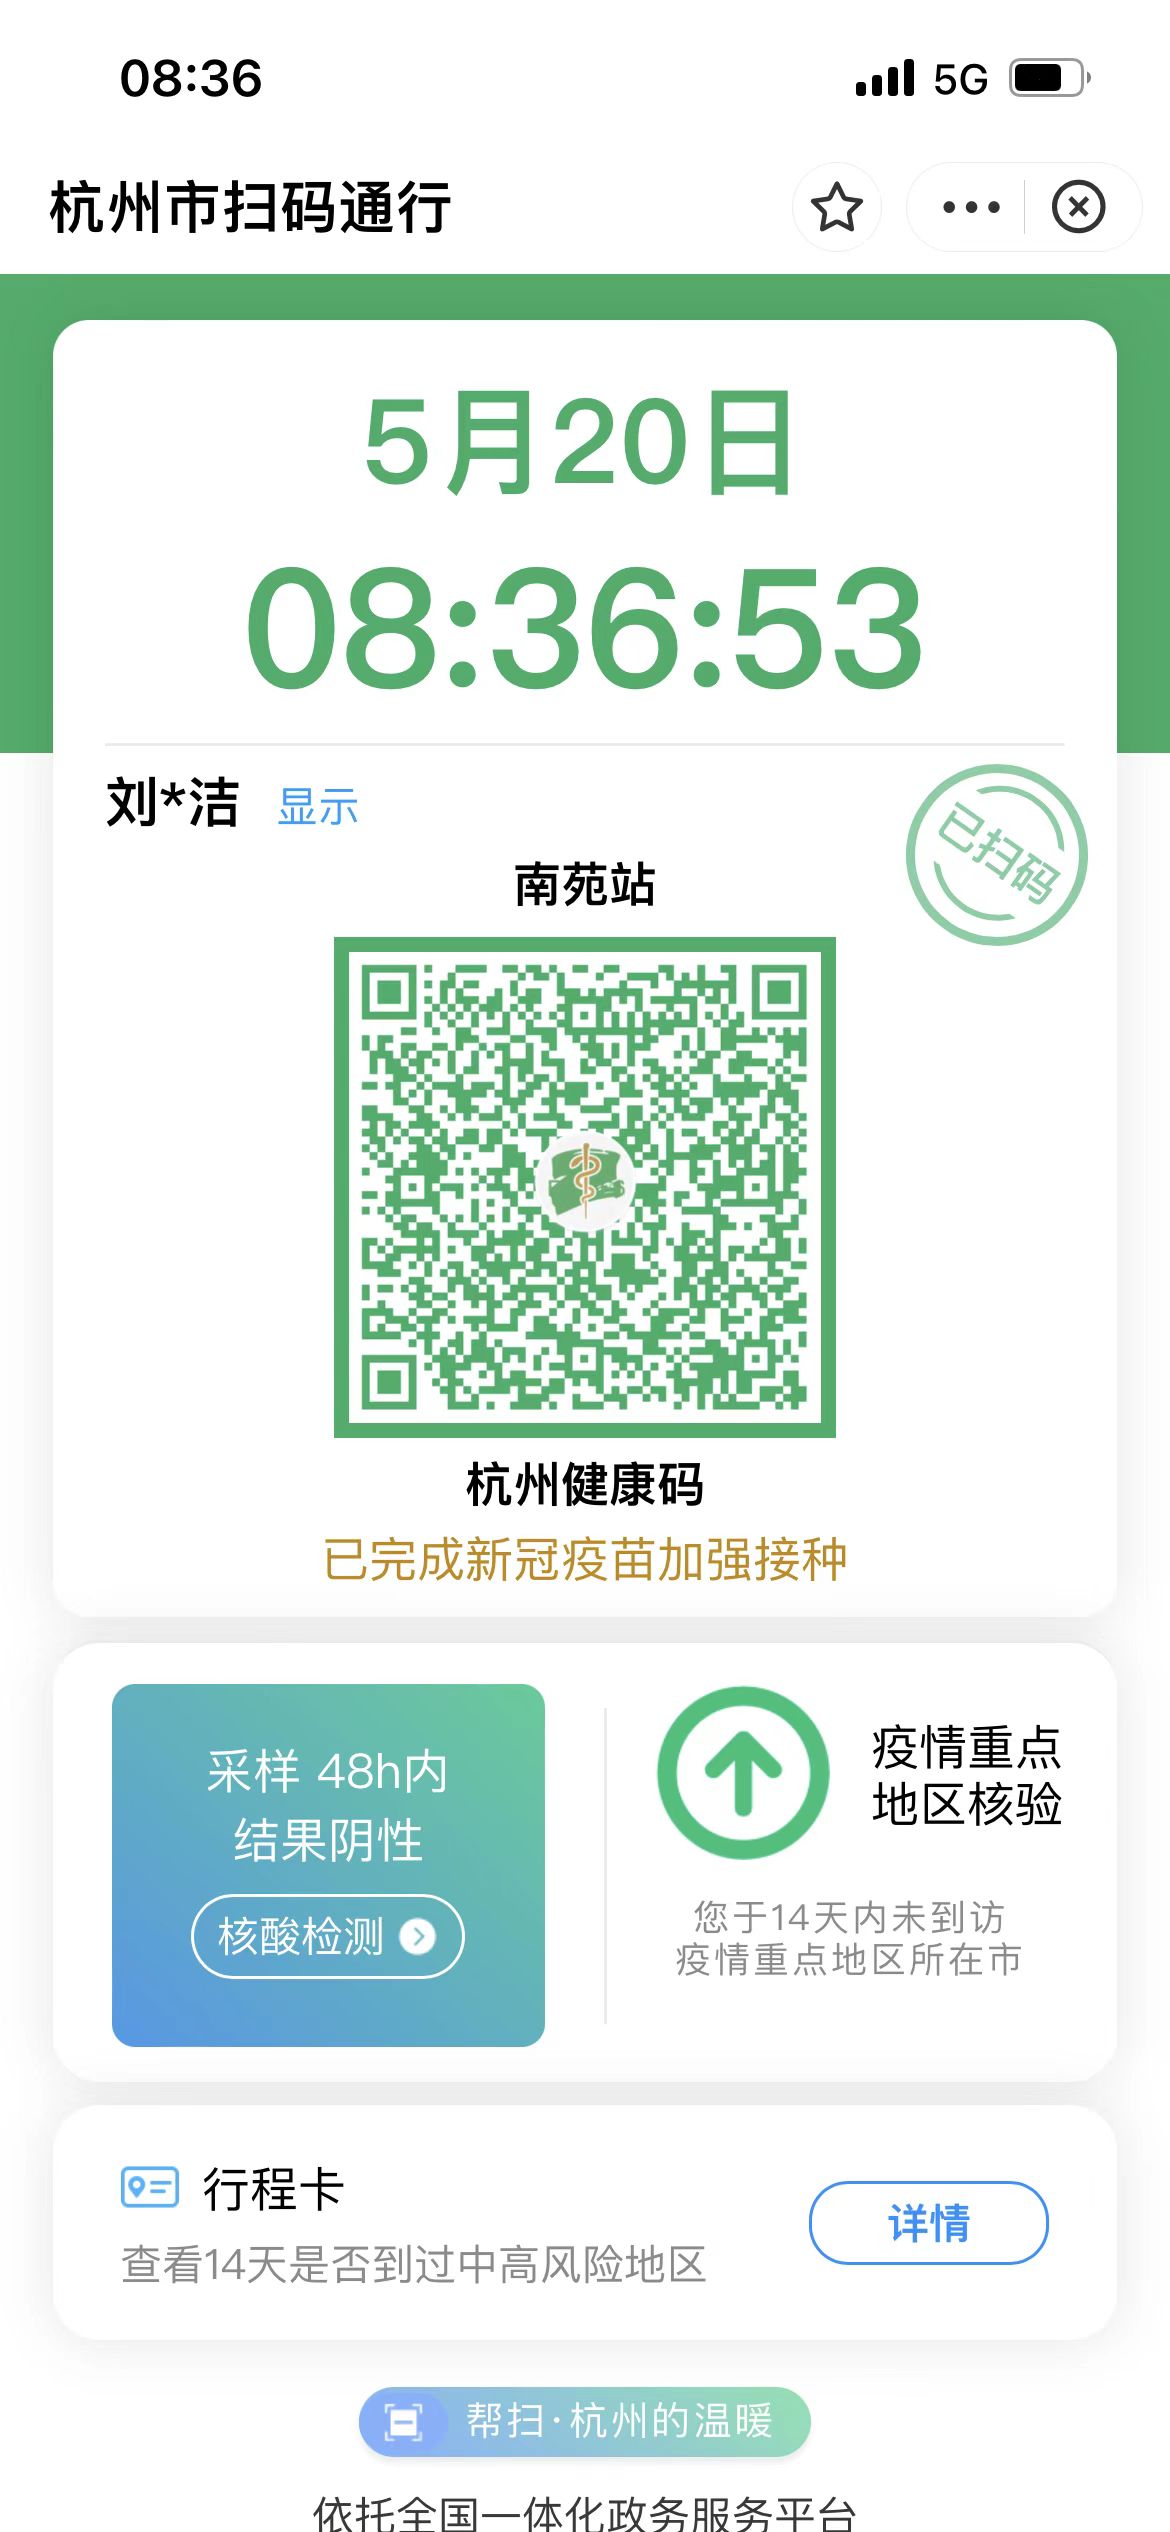 08:36
5G
杭州市扫码通行
5月20日
08:36:53
刘*洁 显示
已扫码
南苑站
杭州健康码
已完成新冠疫苗加强接种
采样 48h内
结果阴性
核酸检测
疫情重点
地区核验
您于14天内未到访
疫情重点地区所在市
行程卡
查看14天是否到过中高风险地区
详情
帮扫·杭州的温暖
依托全国一体化政务服务平台